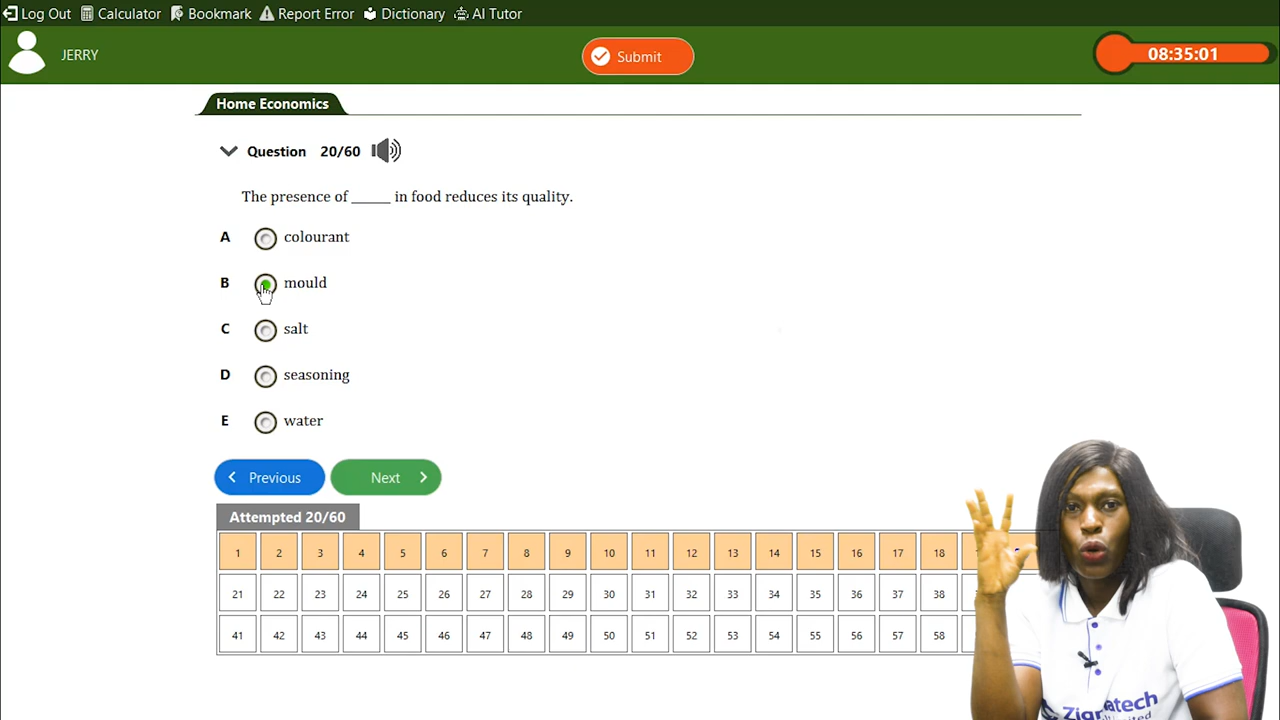 Log Out Calculator Bookmark Report Error Dictionary AI Tutor
JERRY
Submit
08:35:01
Home Economics
Question 20/60
The presence of _____ in food reduces its quality.
A colourant
B mould
C salt
D seasoning
E water
Previous Next
Attempted 20/60
1 2 3 4 5 6 7 8 9 10 11 12 13 14 15 16 17 18
21 22 23 24 25 26 27 28 29 30 31 32 33 34 35 36 37 38
41 42 43 44 45 46 47 48 49 50 51 52 53 54 55 56 57 58